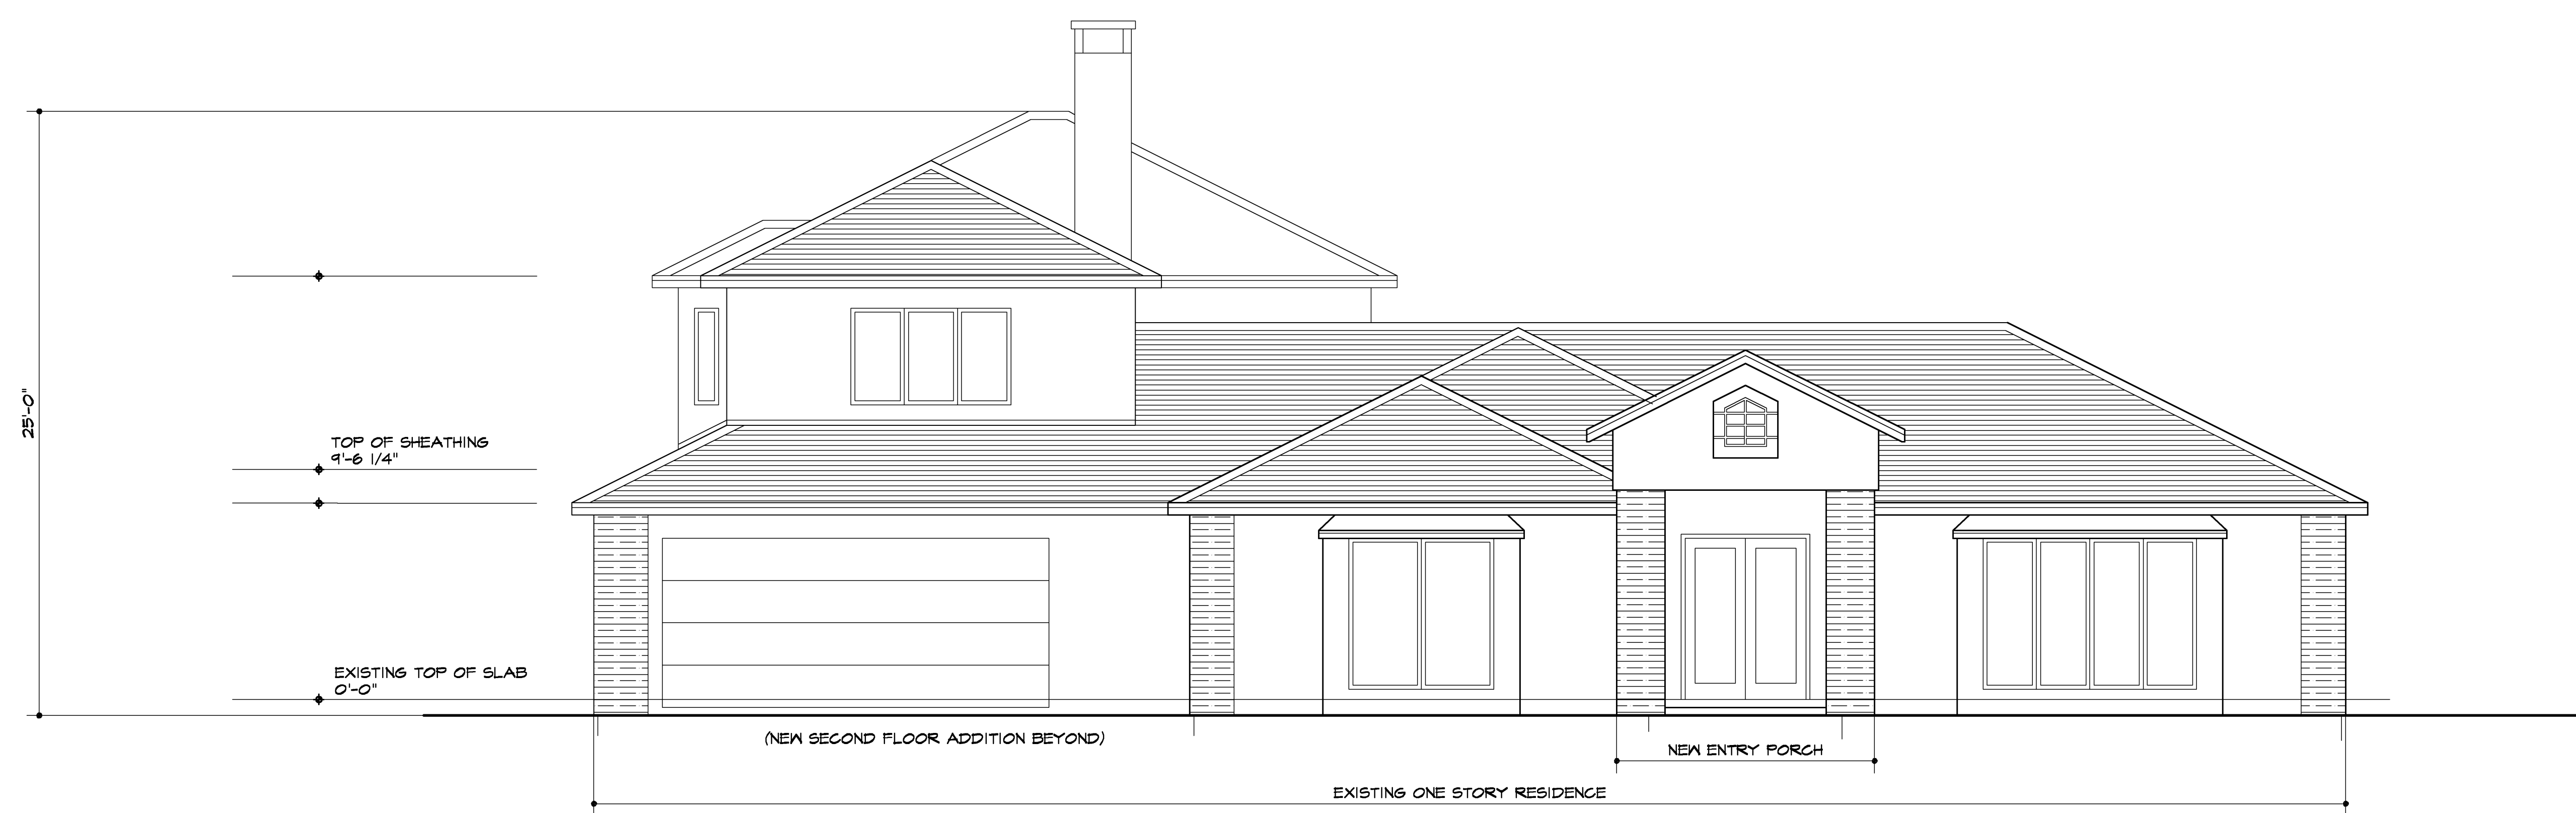 25'-0"
TOP OF SHEATHING
9'-6 1/4"
EXISTING TOP OF SLAB
0'-0"
(NEW SECOND FLOOR ADDITION BEYOND)
NEW ENTRY PORCH
EXISTING ONE STORY RESIDENCE